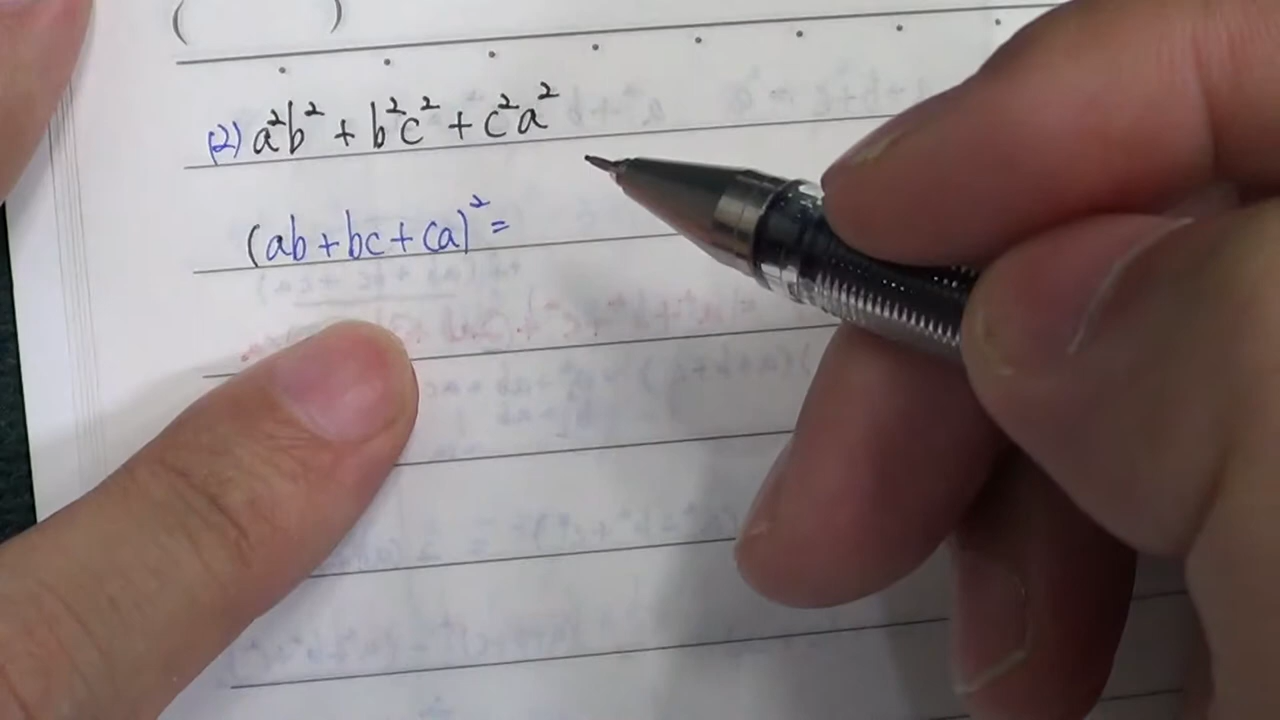 (          )
(2) a²b² + b²c² + c²a²
(ab + bc + ca)² =